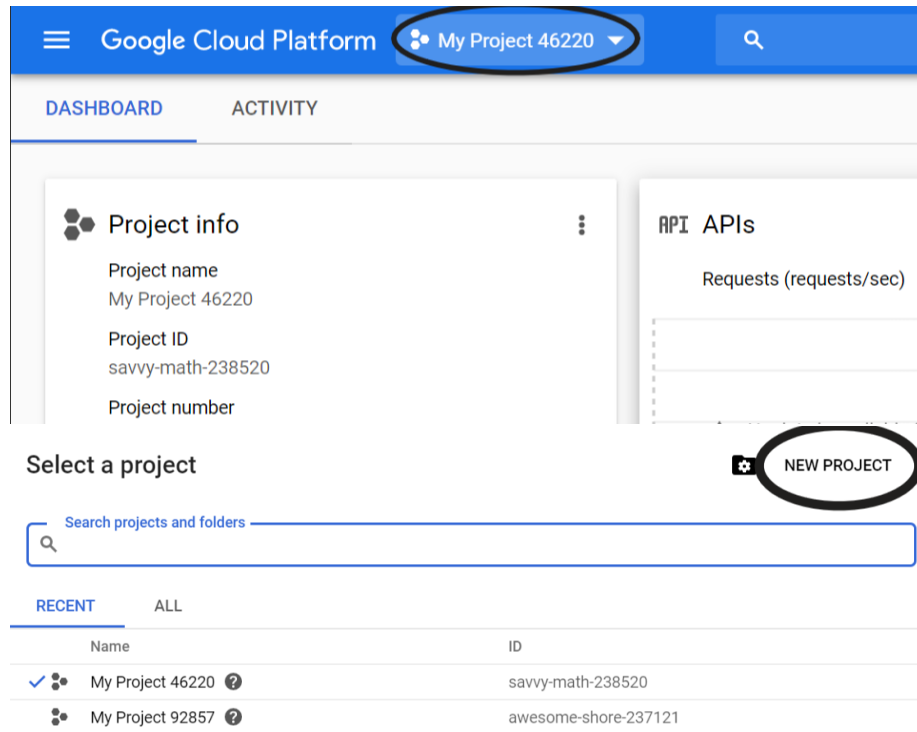 Google Cloud Platform My Project 46220
DASHBOARD ACTIVITY
Project info
Project name
My Project 46220
Project ID
savvy-math-238520
Project number
API APIs
Requests (requests/sec)
Select a project NEW PROJECT
Search projects and folders
RECENT ALL
Name ID
My Project 46220 savvy-math-238520
My Project 92857 awesome-shore-237121